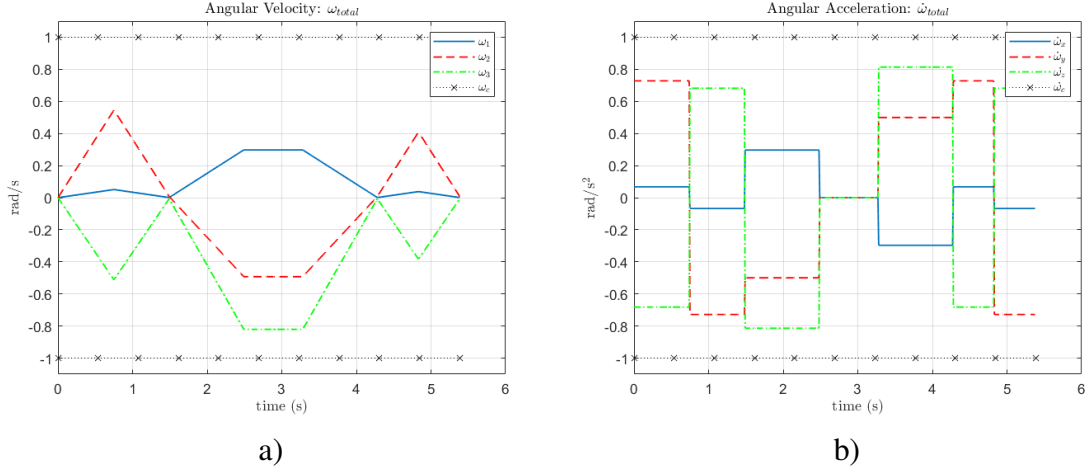 Angular Velocity: ω_total
1
0.8
0.6
0.4
0.2
0
-0.2
-0.4
-0.6
-0.8
-1
rad/s
0 1 2 3 4 5 6
time (s)
ω_1
ω_2
ω_3
ω_c
a)
Angular Acceleration: ω̇_total
1
0.8
0.6
0.4
0.2
0
-0.2
-0.4
-0.6
-0.8
-1
rad/s²
0 1 2 3 4 5 6
time (s)
ω̇_x
ω̇_y
ω̇_z
ω̇_c
b)